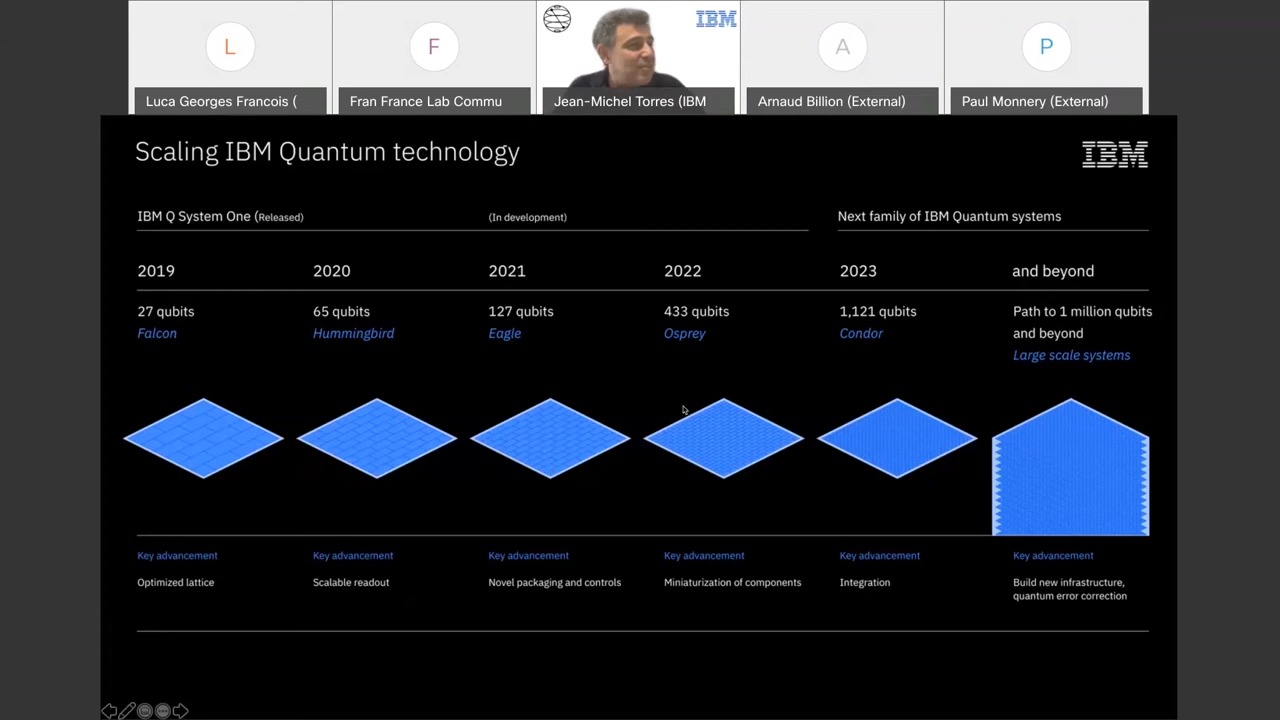 L
F
IBM
A
P
Luca Georges Francois (
Fran France Lab Commu
Jean-Michel Torres (IBM
Arnaud Billion (External)
Paul Monnery (External)
Scaling IBM Quantum technology
IBM
IBM Q System One (Released)
(In development)
Next family of IBM Quantum systems
2019
2020
2021
2022
2023
and beyond
27 qubits
Falcon
65 qubits
Hummingbird
127 qubits
Eagle
433 qubits
Osprey
1,121 qubits
Condor
Path to 1 million qubits
and beyond
Large scale systems
Key advancement
Optimized lattice
Key advancement
Scalable readout
Key advancement
Novel packaging and controls
Key advancement
Miniaturization of components
Key advancement
Integration
Key advancement
Build new infrastructure,
quantum error correction